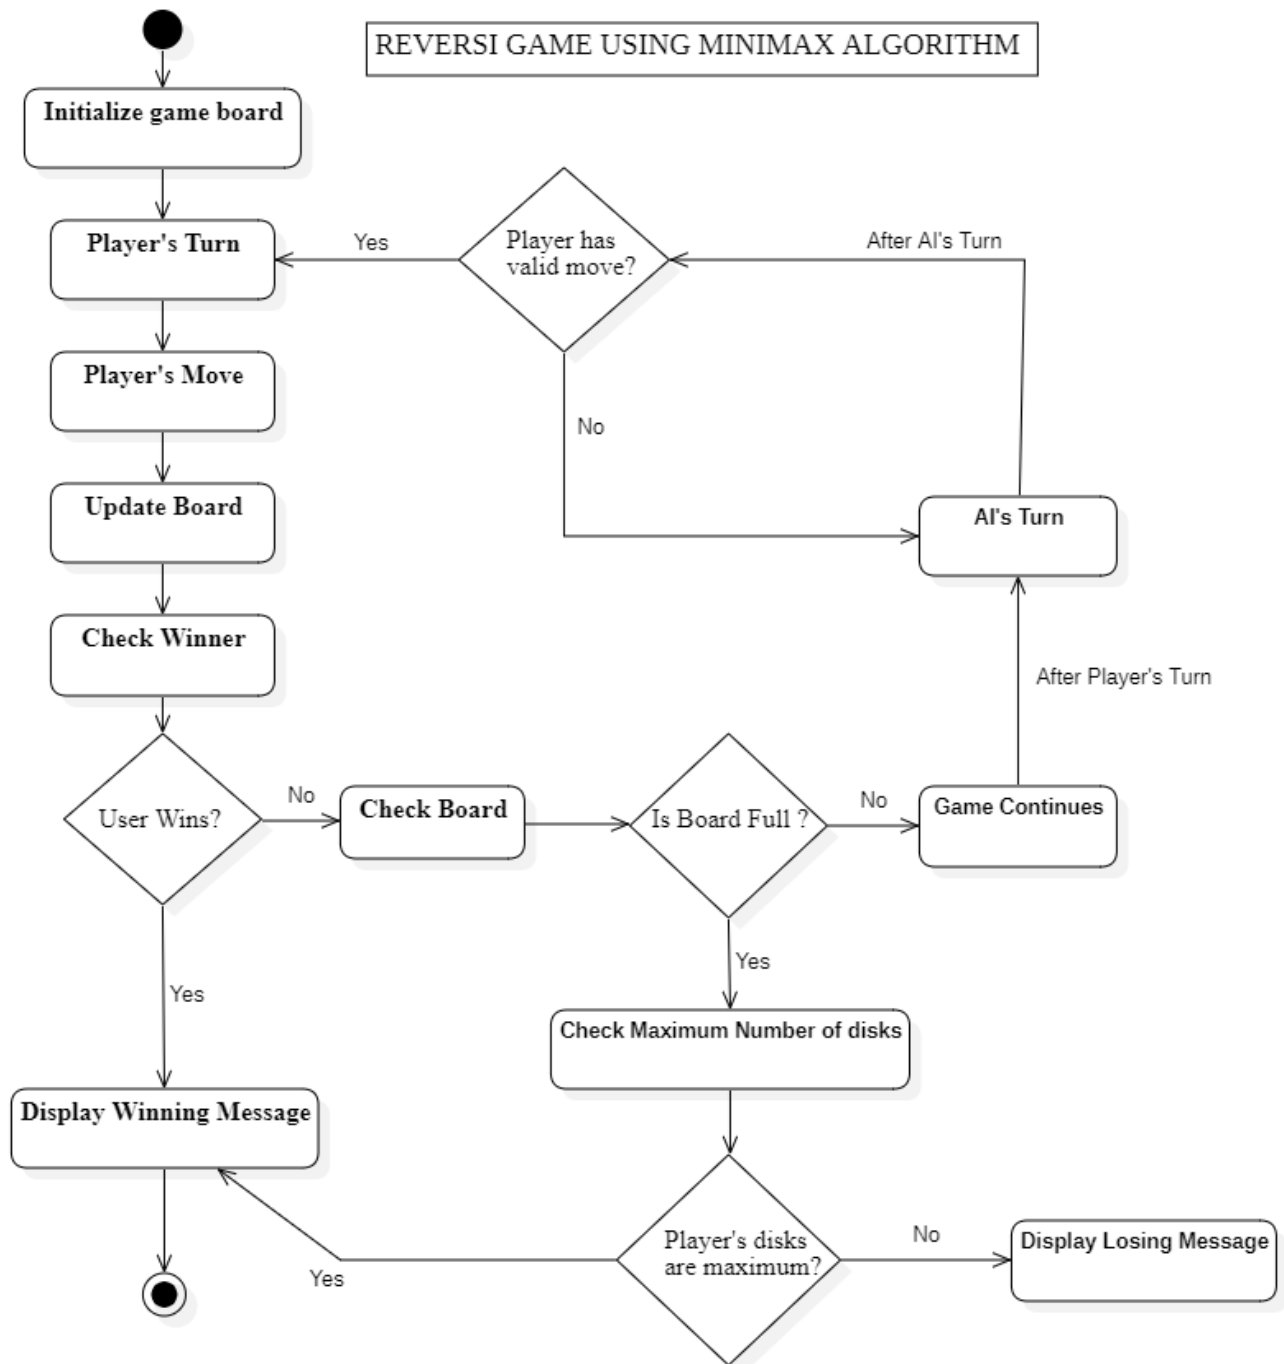 REVERSI GAME USING MINIMAX ALGORITHM
Initialize game board
Player's Turn
Yes
Player has
valid move?
After AI's Turn
Player's Move
No
Update Board
AI's Turn
Check Winner
After Player's Turn
User Wins?
No
Check Board
Is Board Full ?
No
Game Continues
Yes
Yes
Check Maximum Number of disks
Display Winning Message
Player's disks
are maximum?
No
Display Losing Message
Yes